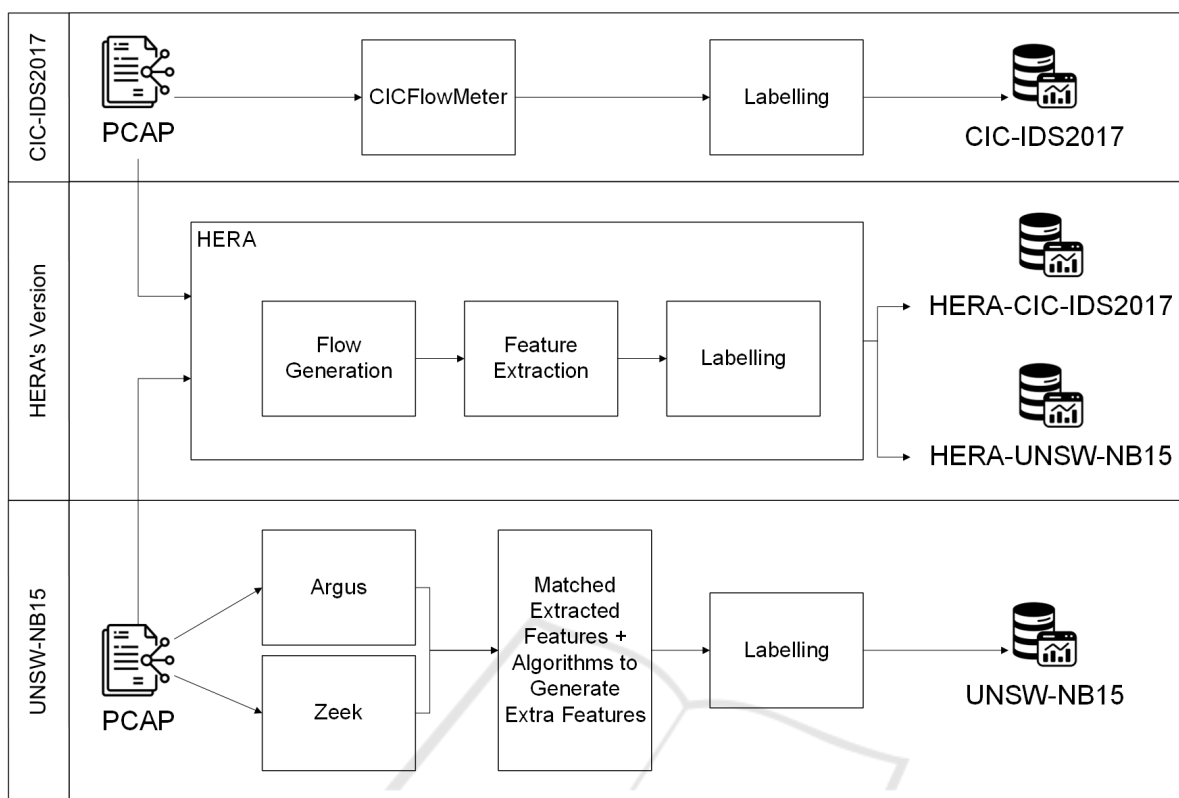 CIC-IDS2017
PCAP
CICFlowMeter
Labelling
CIC-IDS2017
HERA's Version
HERA
Flow
Generation
Feature
Extraction
Labelling
HERA-CIC-IDS2017
HERA-UNSW-NB15
UNSW-NB15
PCAP
Argus
Zeek
Matched
Extracted
Features +
Algorithms to
Generate
Extra Features
Labelling
UNSW-NB15